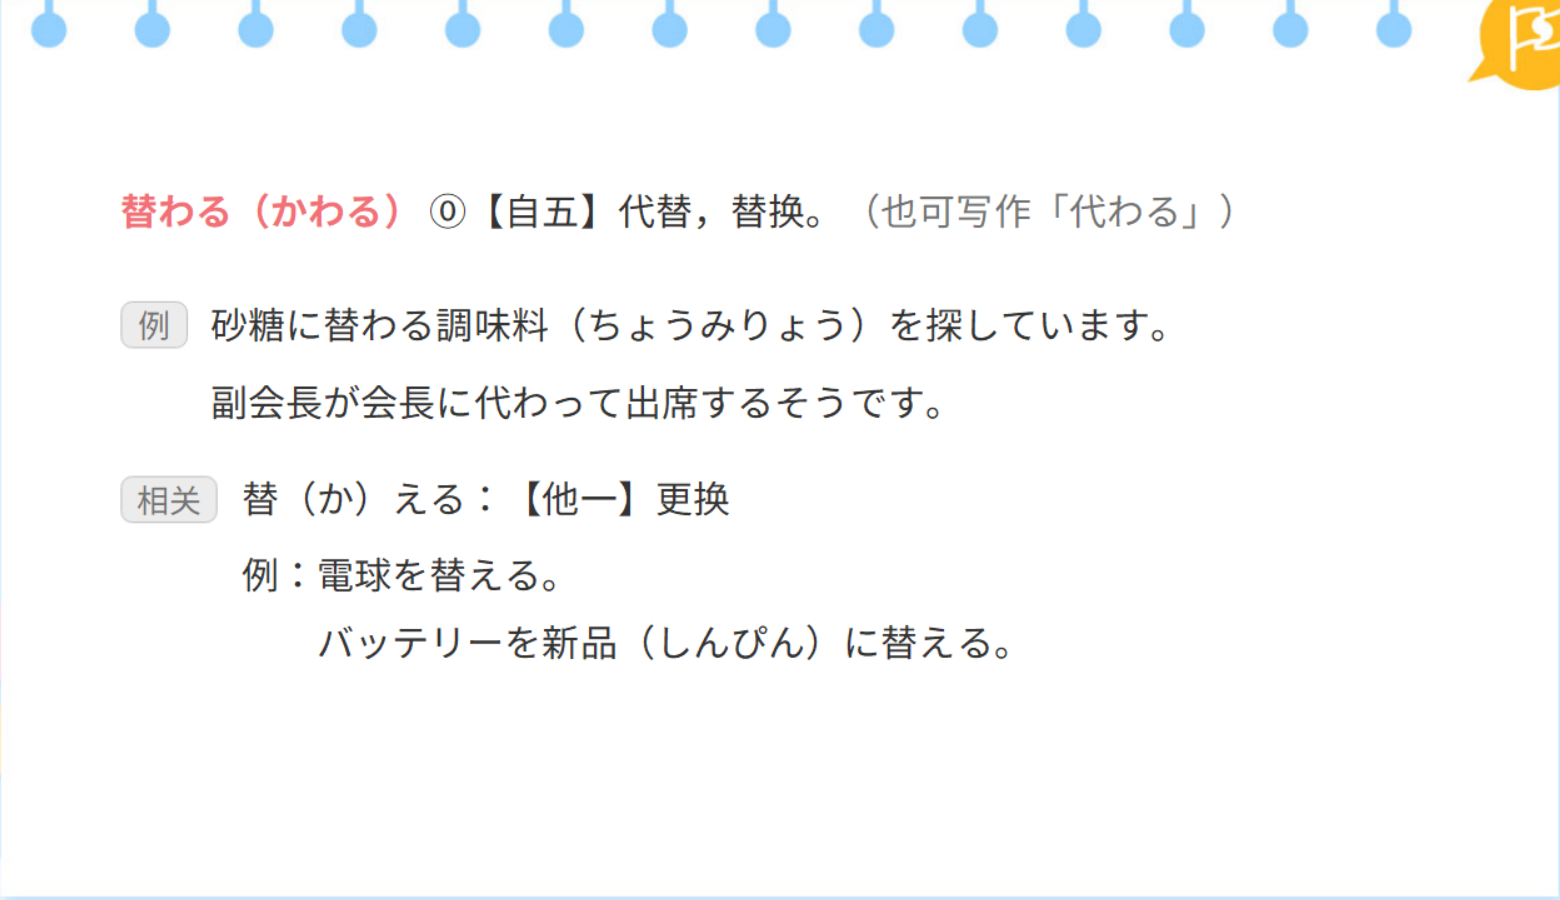 替わる（かわる）⓪【自五】代替，替换。（也可写作「代わる」）
例 砂糖に替わる調味料（ちょうみりょう）を探しています。
副会長が会長に代わって出席するそうです。
相关 替（か）える：【他一】更换
例：電球を替える。
バッテリーを新品（しんぴん）に替える。